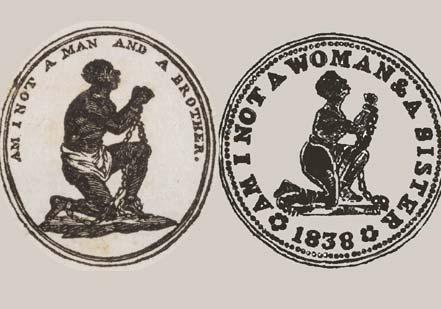 AM I NOT A MAN AND A BROTHER.
AM I NOT A WOMAN & A SISTER
1838